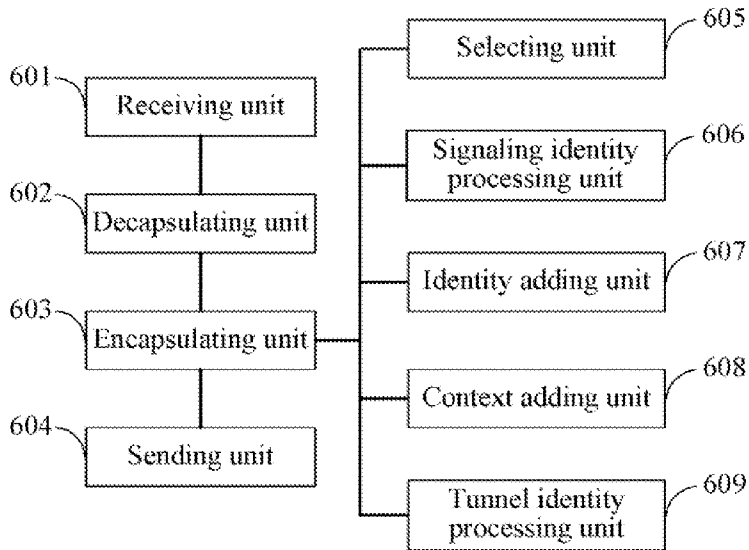 601
Receiving unit
602
Decapsulating unit
603
Encapsulating unit
604
Sending unit
605
Selecting unit
606
Signaling identity
processing unit
607
Identity adding unit
608
Context adding unit
609
Tunnel identity
processing unit